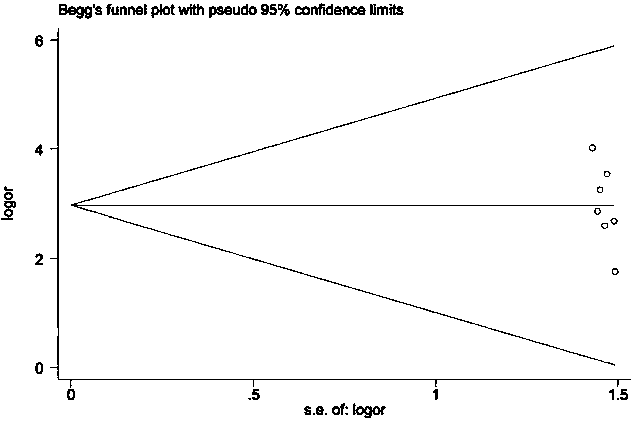 Begg's funnel plot with pseudo 95% confidence limits
6
4
2
0
logor
0 .5 1 1.5
s.e. of: logor